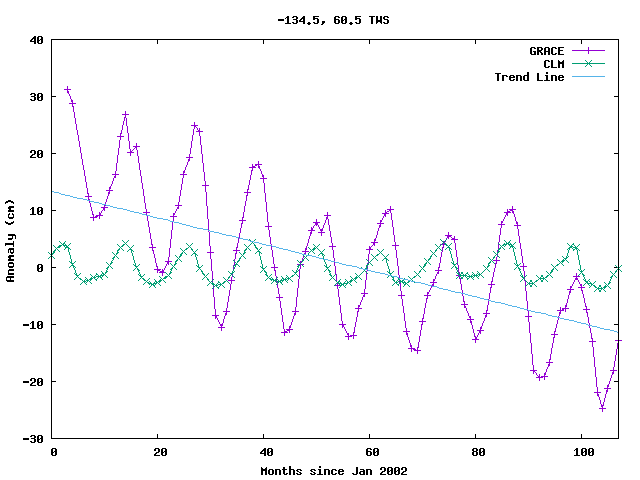 -134.5, 60.5 TWS
40
30
20
10
0
-10
-20
-30
Anomaly (cm)
GRACE
CLM
Trend Line
0 20 40 60 80 100
Months since Jan 2002